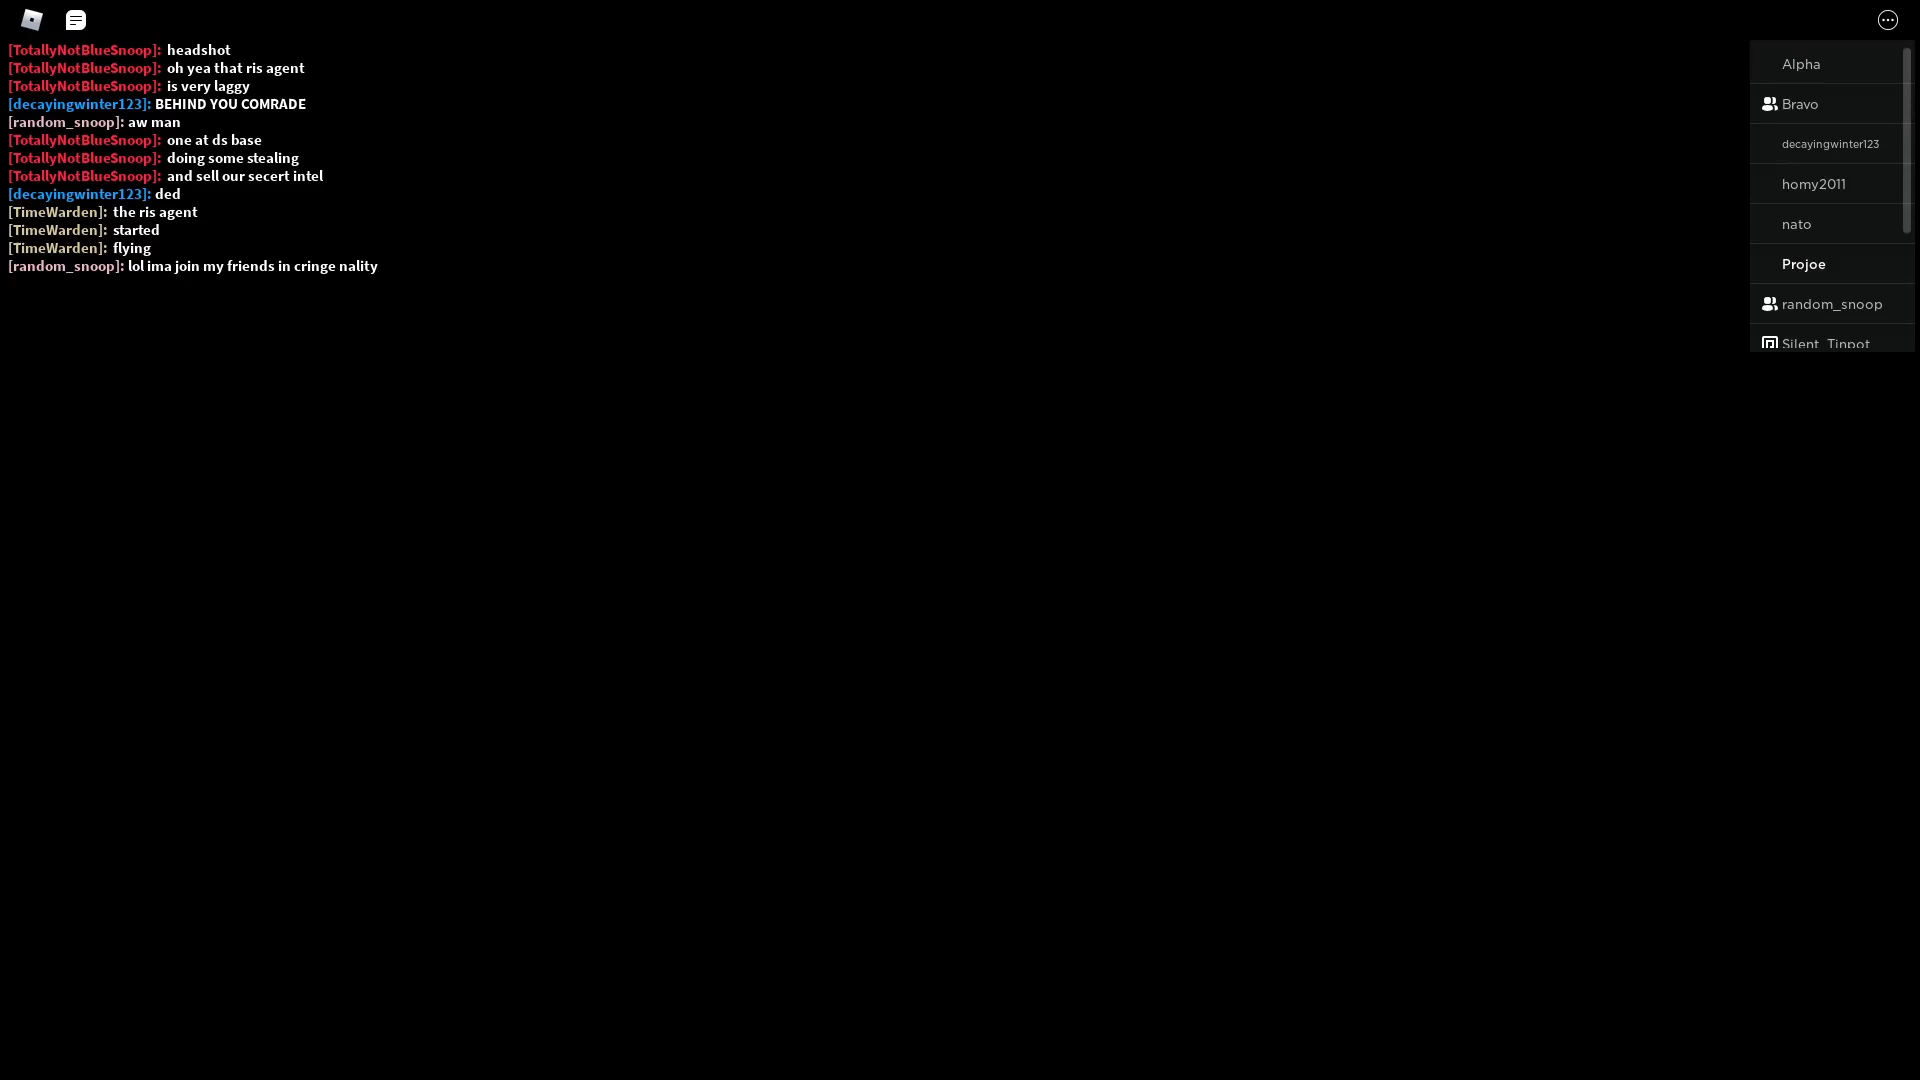 [TotallyNotBlueSnoop]: headshot
[TotallyNotBlueSnoop]: oh yea that ris agent
[TotallyNotBlueSnoop]: is very laggy
[decayingwinter123]: BEHIND YOU COMRADE
[random_snoop]: aw man
[TotallyNotBlueSnoop]: one at ds base
[TotallyNotBlueSnoop]: doing some stealing
[TotallyNotBlueSnoop]: and sell our secert intel
[decayingwinter123]: ded
[TimeWarden]: the ris agent
[TimeWarden]: started
[TimeWarden]: flying
[random_snoop]: lol ima join my friends in cringe nality
Alpha
Bravo
decayingwinter123
homy2011
nato
Projoe
random_snoop
Silent_Tinpot